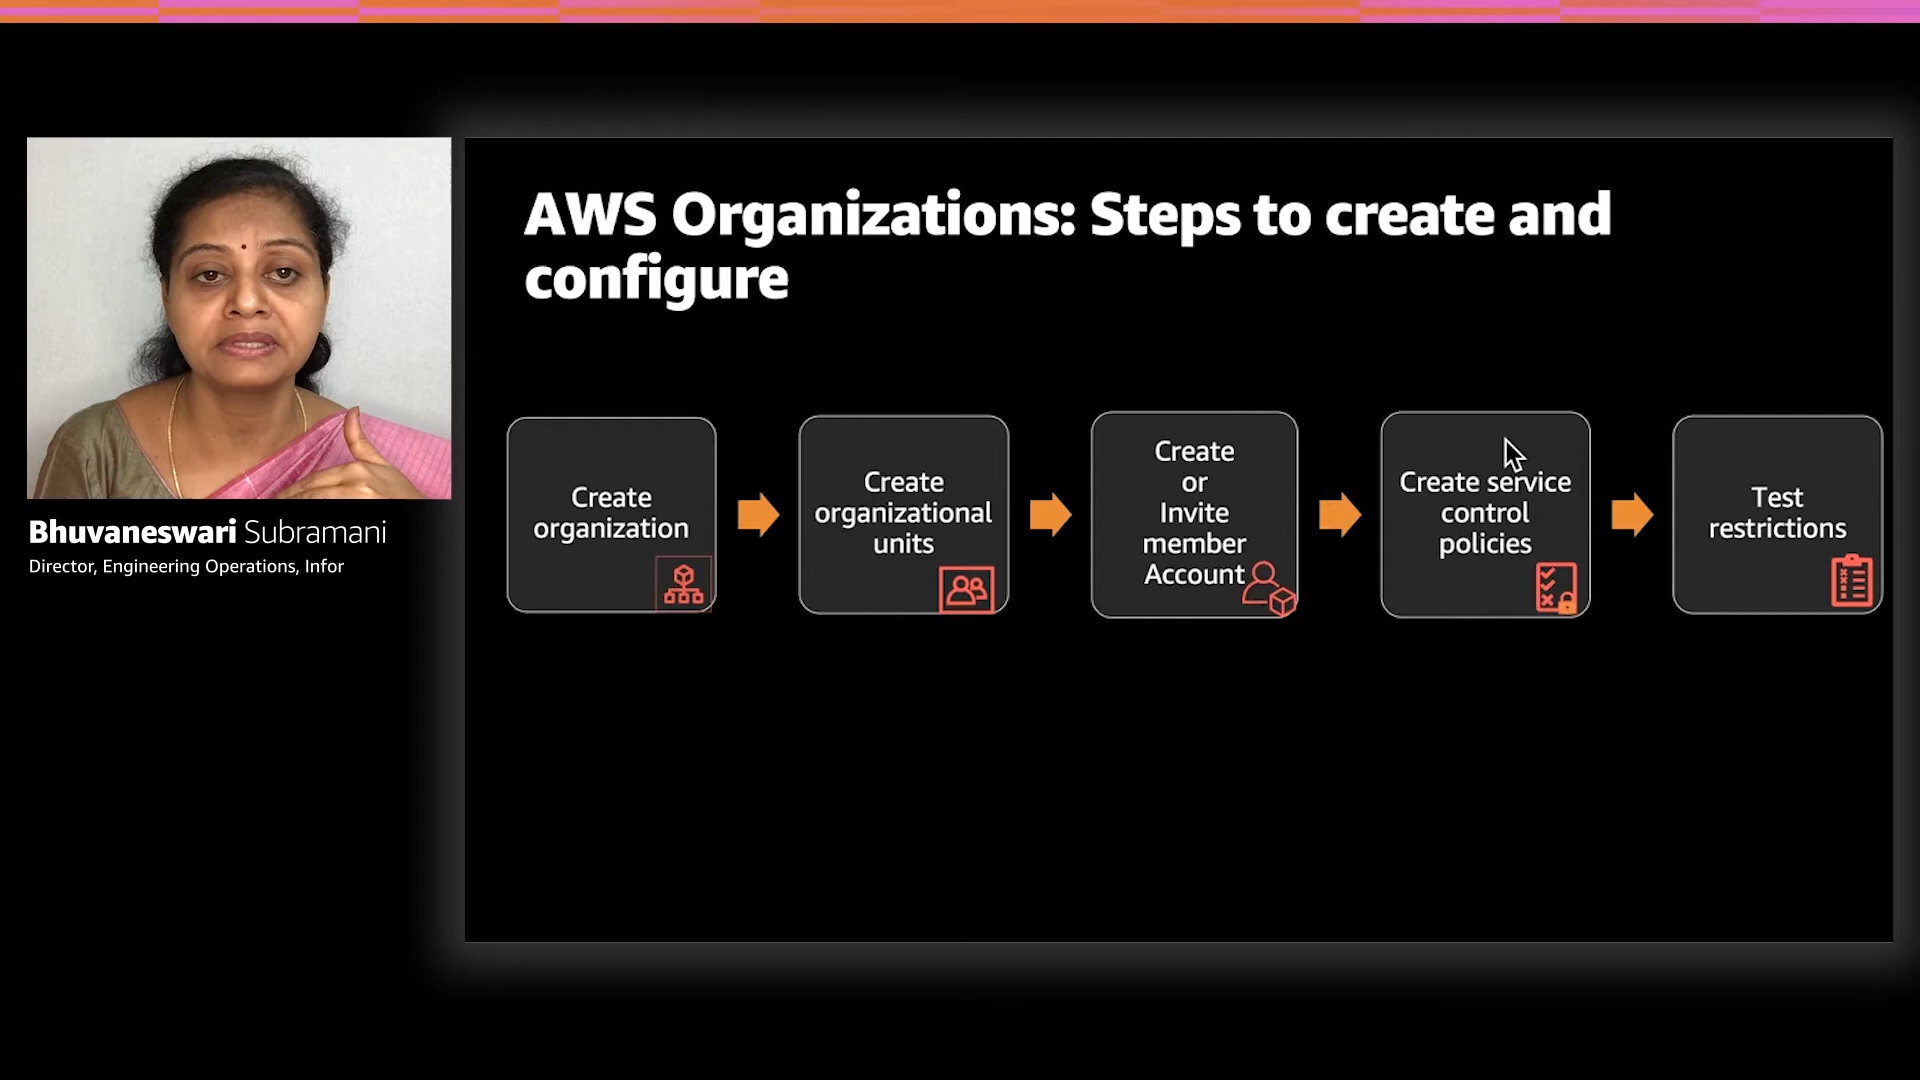 AWS Organizations: Steps to create and
configure
Create
organization
Create
organizational
units
Create
or
Invite
member
Account
Create service
control
policies
Test
restrictions
Bhuvaneswari Subramani
Director, Engineering Operations, Infor